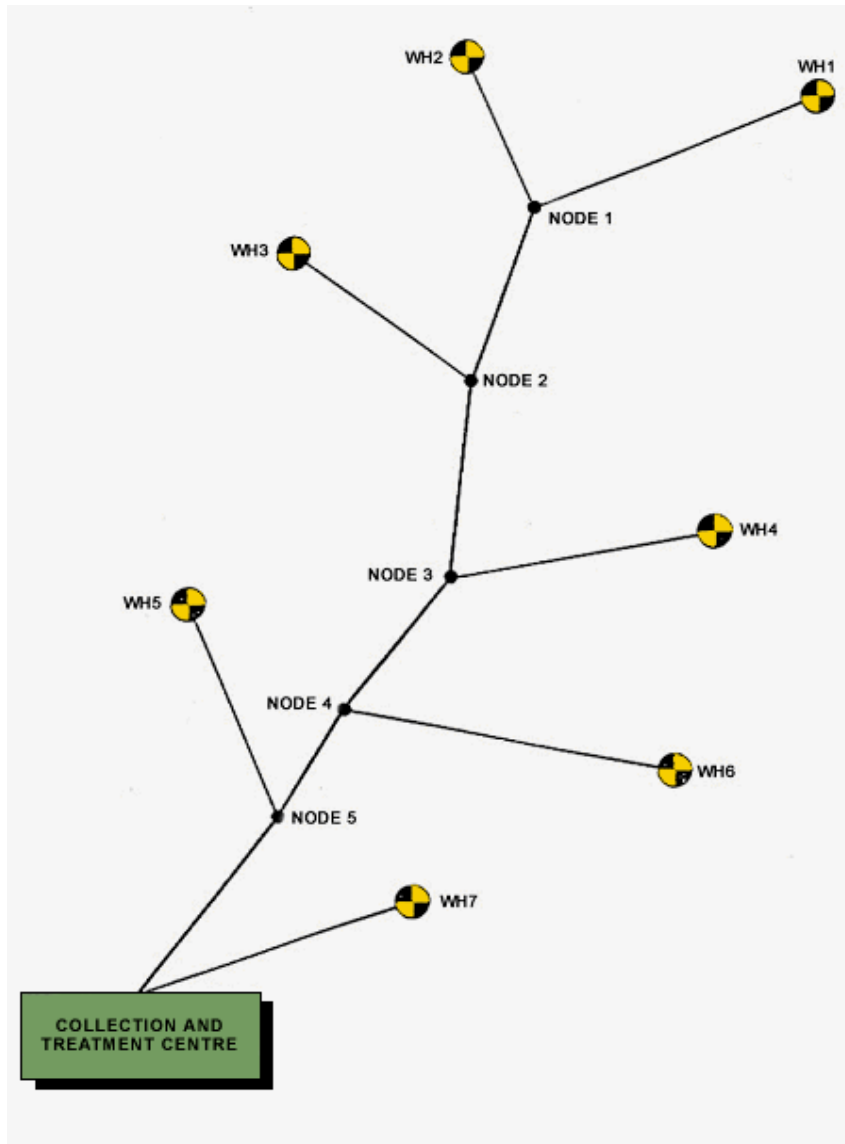 WH2
WH1
NODE 1
WH3
NODE 2
WH4
NODE 3
WH5
NODE 4
WH6
NODE 5
WH7
COLLECTION AND
TREATMENT CENTRE